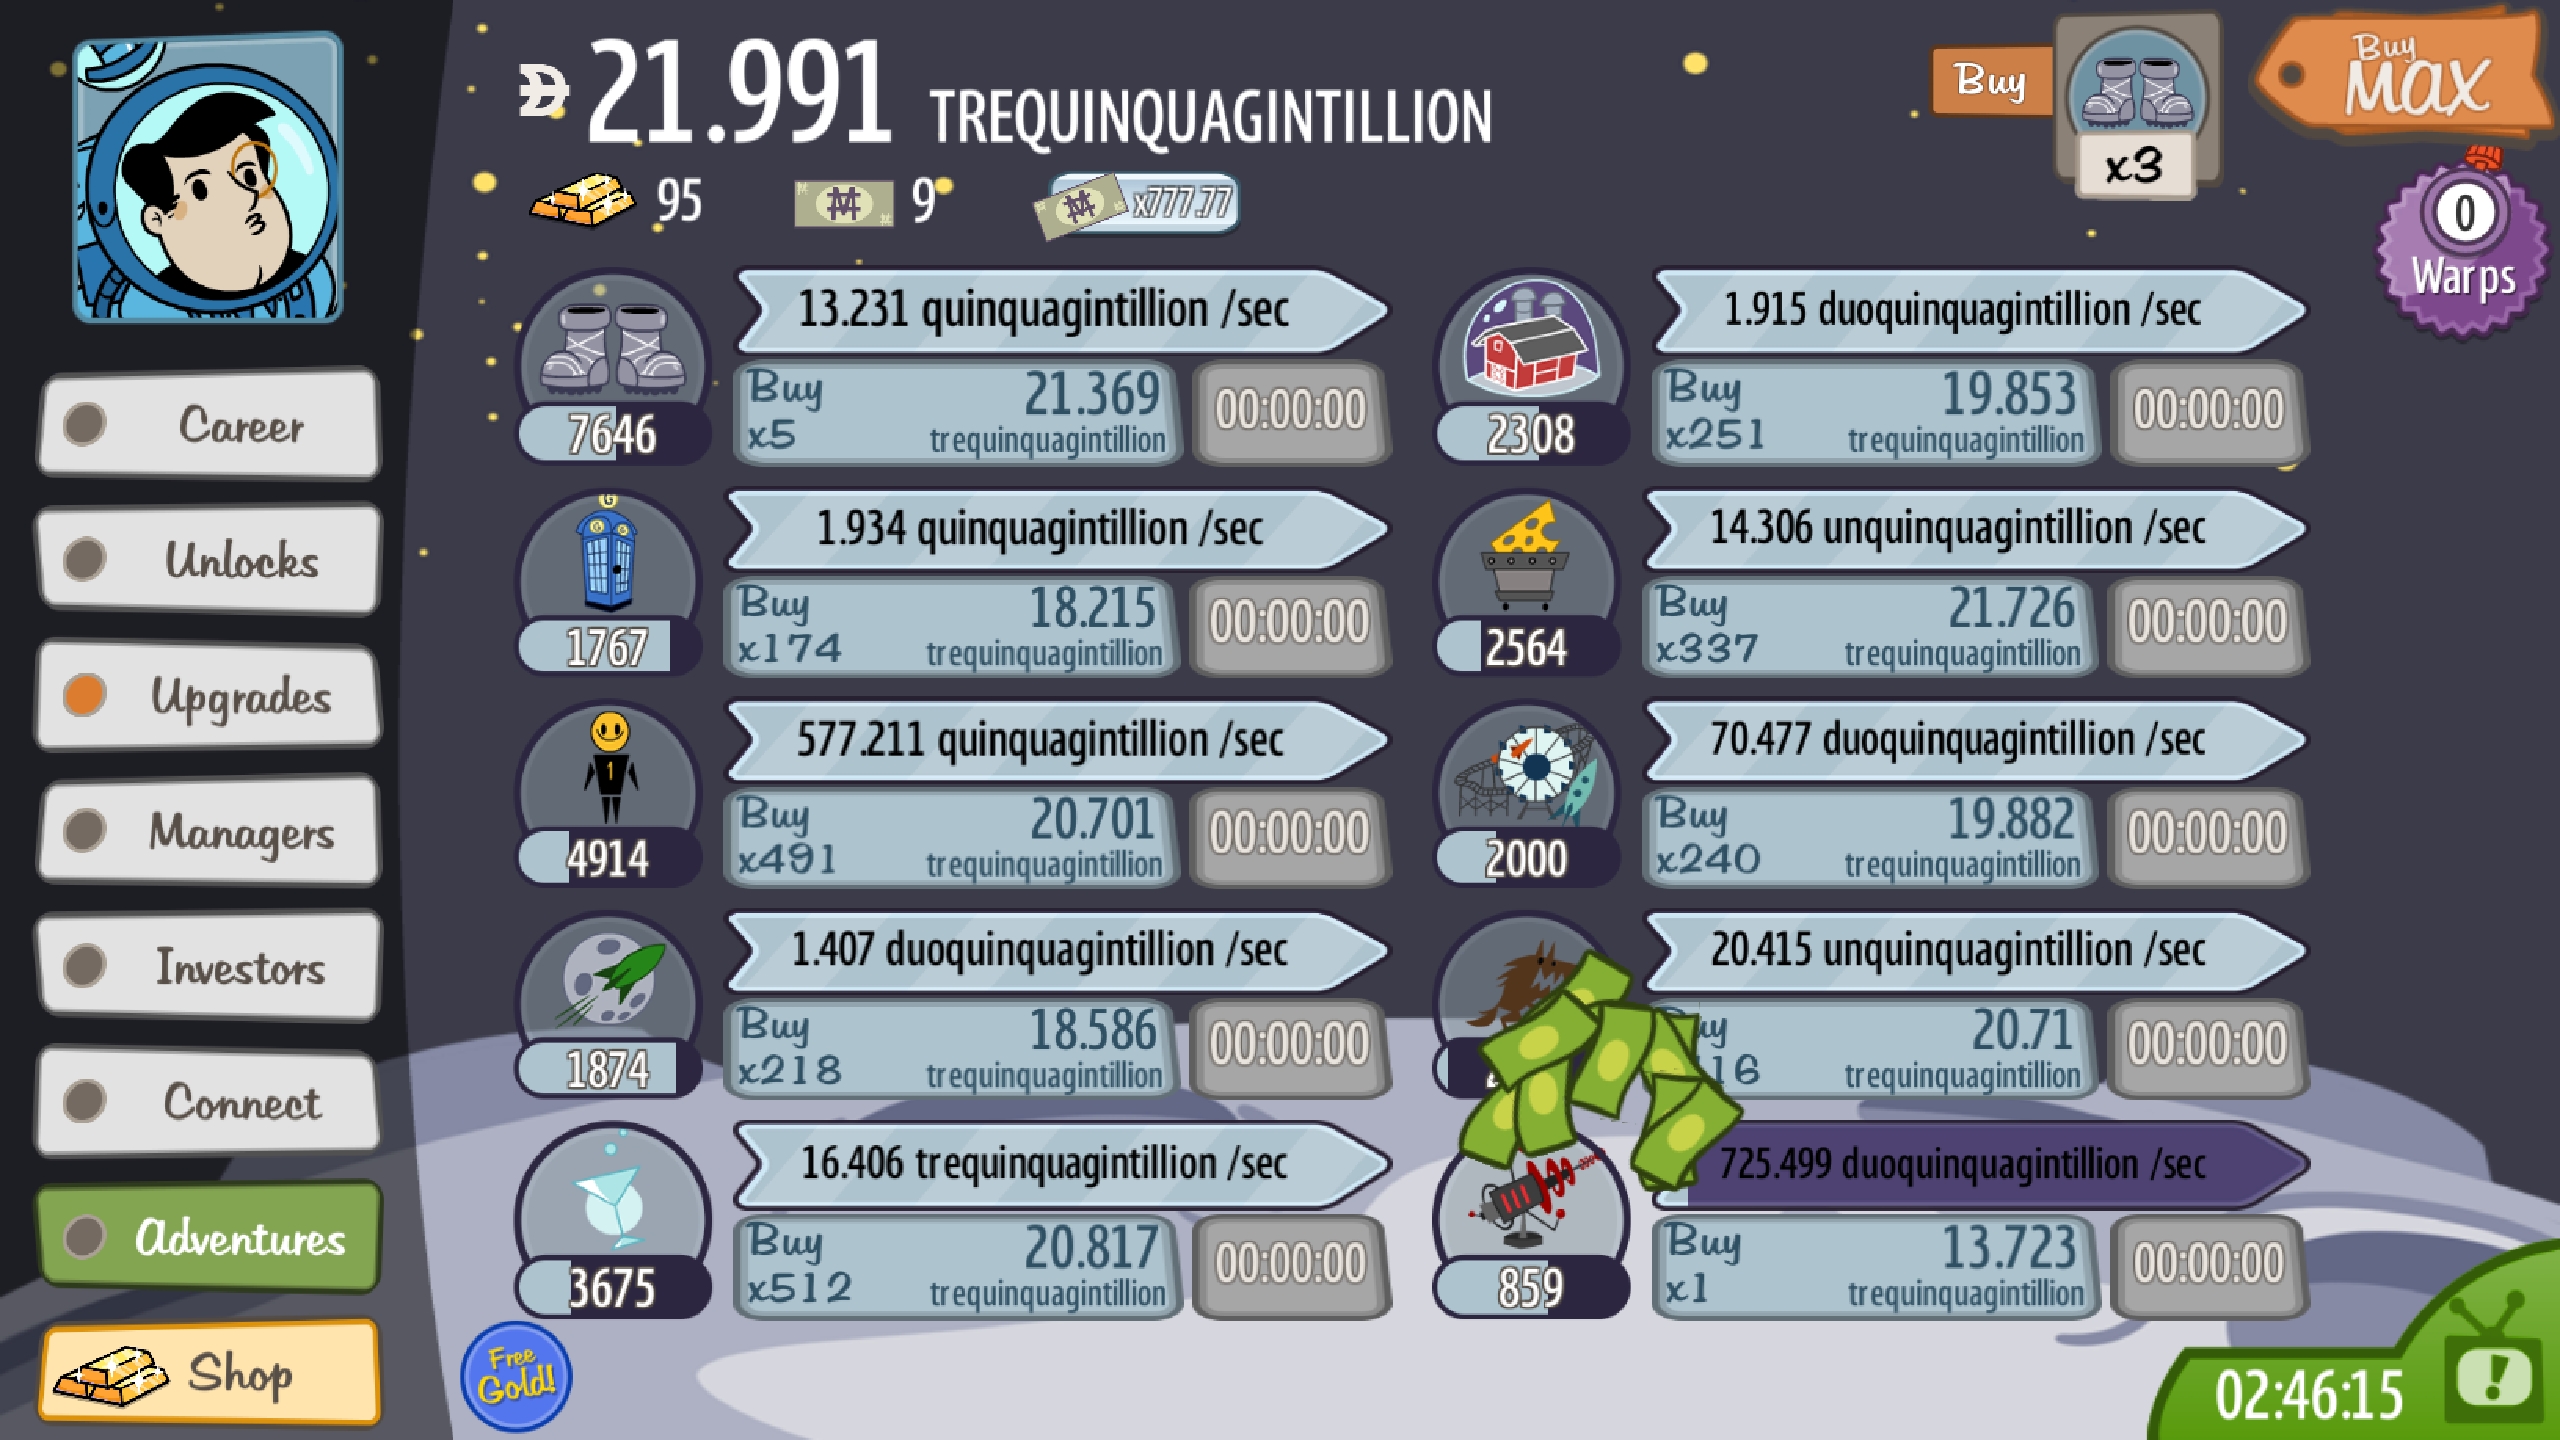 21.991 TREQUINQUAGINTILLION
Buy
x3
Buy
MAX
95
9
x777.77
0
Warps
Career
Unlocks
Upgrades
Managers
Investors
Connect
Adventures
Shop
13.231 quinquagintillion /sec
7646
Buy 21.369
x5 trequinquagintillion
00:00:00
1.915 duoquinquagintillion /sec
2308
Buy 19.853
x251 trequinquagintillion
00:00:00
1.934 quinquagintillion /sec
1767
Buy 18.215
x174 trequinquagintillion
00:00:00
14.306 unquinquagintillion /sec
2564
Buy 21.726
x337 trequinquagintillion
00:00:00
577.211 quinquagintillion /sec
1
4914
Buy 20.701
x491 trequinquagintillion
00:00:00
70.477 duoquinquagintillion /sec
2000
Buy 19.882
x240 trequinquagintillion
00:00:00
1.407 duoquinquagintillion /sec
1874
Buy 18.586
x218 trequinquagintillion
00:00:00
20.415 unquinquagintillion /sec
20.71
trequinquagintillion
00:00:00
16.406 trequinquagintillion /sec
3675
Buy 20.817
x512 trequinquagintillion
00:00:00
725.499 duoquinquagintillion /sec
859
Buy 13.723
x1 trequinquagintillion
00:00:00
Free
Gold!
02:46:15
!